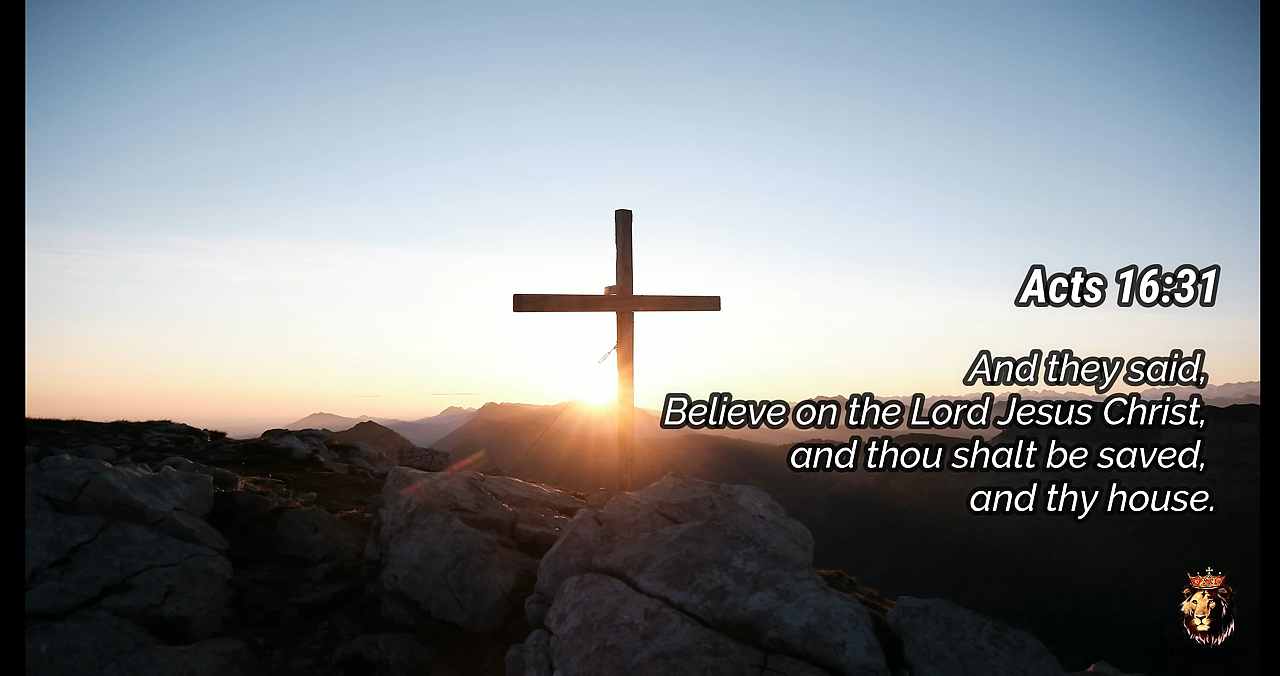 Acts 16:31
And they said,
Believe on the Lord Jesus Christ,
and thou shalt be saved,
and thy house.